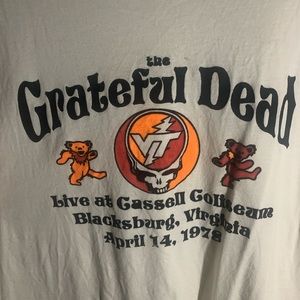 the
Grateful Dead
VT
Live at Cassell Coliseum
Blacksburg, Virginia
April 14, 1978